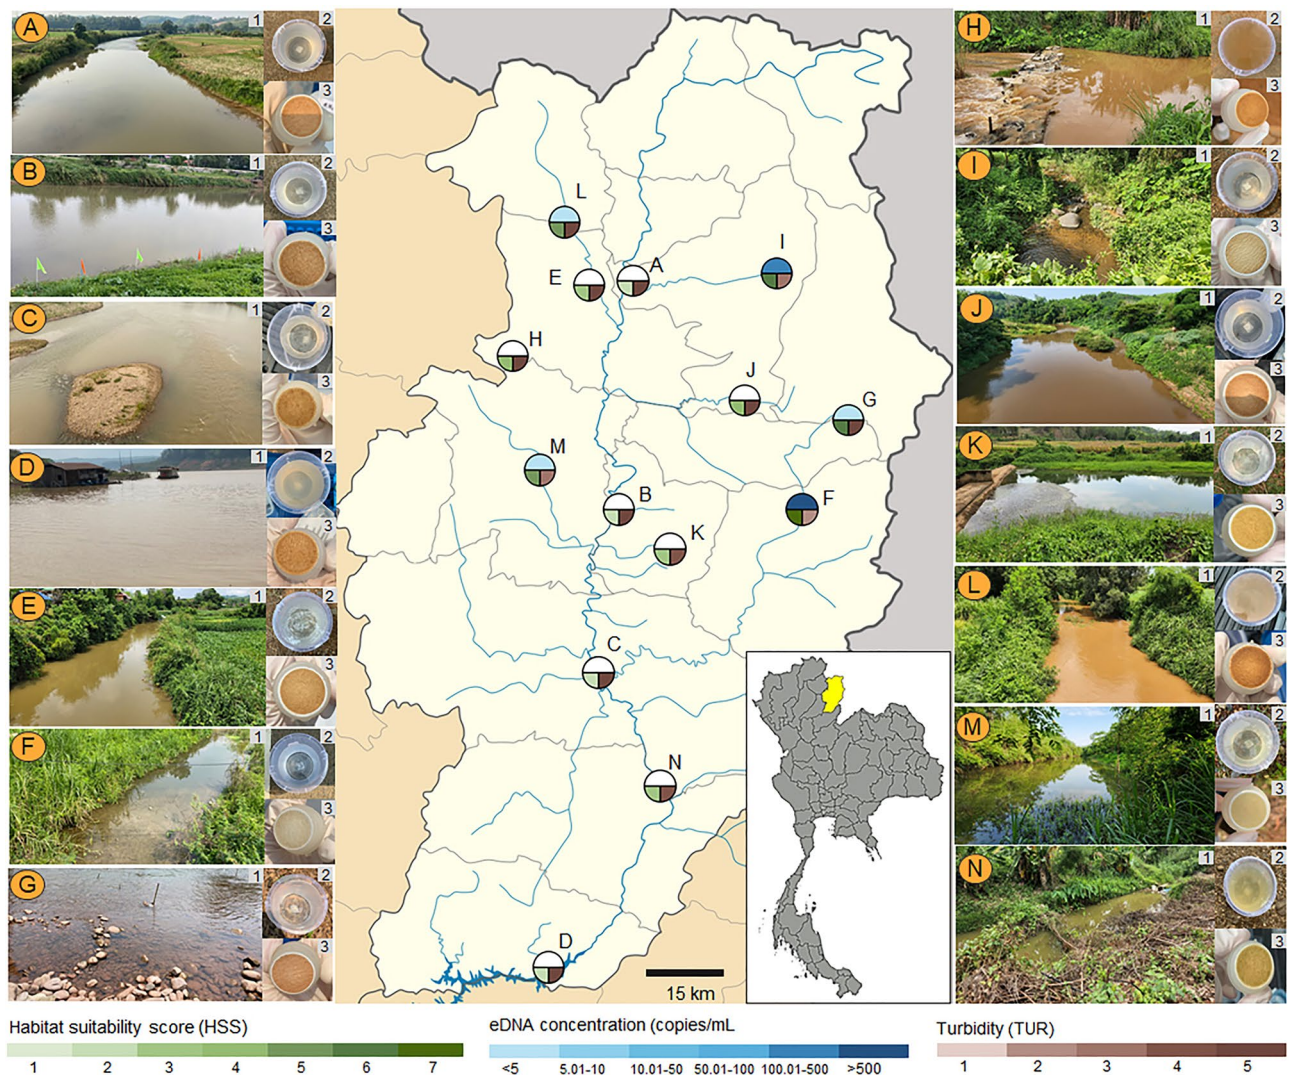 A 1 2
3
B 1 2
3
C 1 2
3
D 1 2
3
E 1 2
3
F 1 2
3
G 1 2
3
L
I
E
A
H
J
G
M
B
F
K
C
N
D
15 km
H 1 2
3
I 1 2
3
J 1 2
3
K 1 2
3
L 1 2
3
M 1 2
3
N 1 2
3
Habitat suitability score (HSS)
1 2 3 4 5 6 7
eDNA concentration (copies/mL
<5 5.01-10 10.01-50 50.01-100 100.01-500 >500
Turbidity (TUR)
1 2 3 4 5